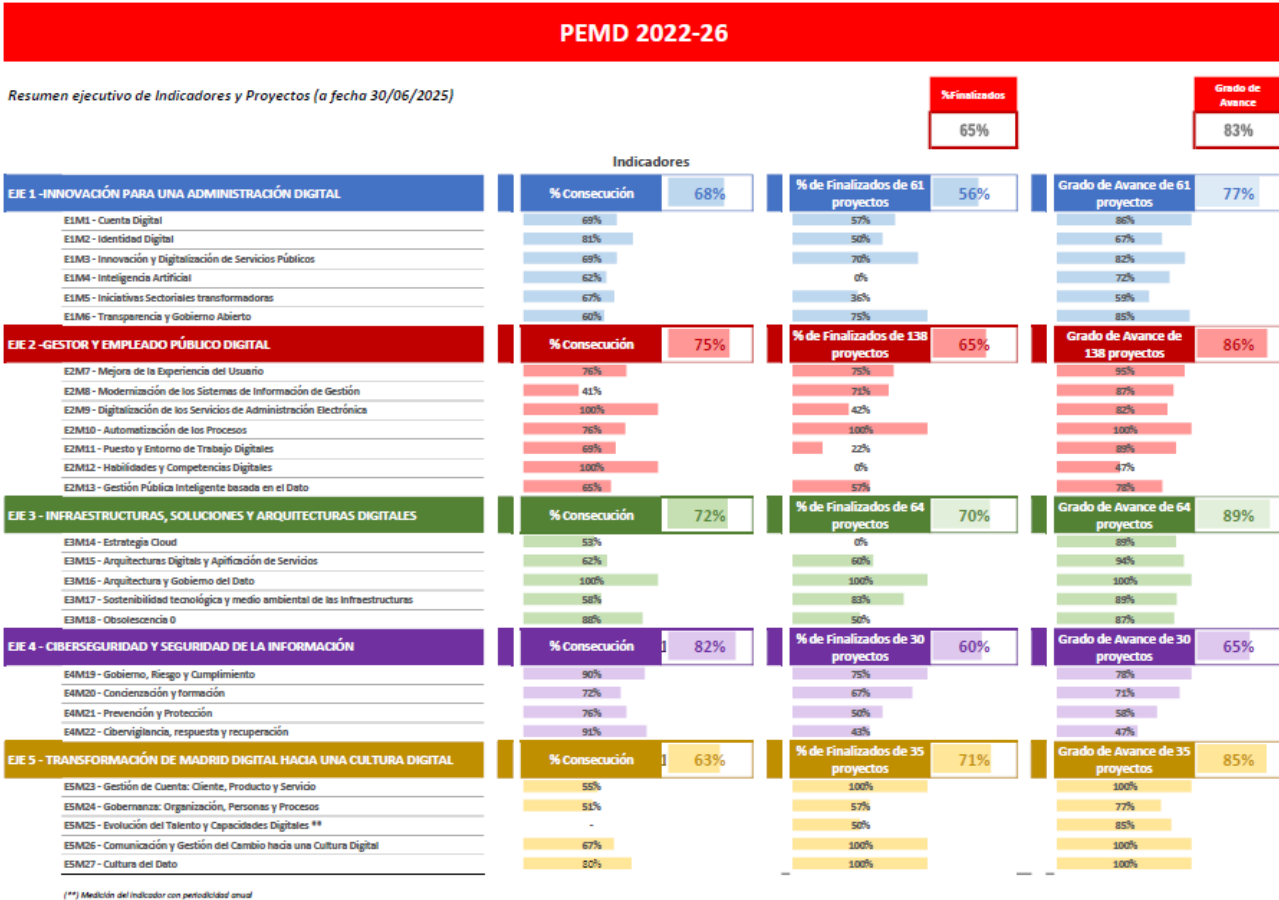 PEMD 2022-26
Resumen ejecutivo de Indicadores y Proyectos (a fecha 30/06/2025)
%Finalizados
65%
Grado de Avance
83%
Indicadores
EJE 1 -INNOVACIÓN PARA UNA ADMINISTRACIÓN DIGITAL % Consecución 68% % de Finalizados de 61 proyectos 56% Grado de Avance de 61 proyectos 77%
E1M1 - Cuenta Digital 69% 57% 86%
E1M2 - Identidad Digital 81% 50% 67%
E1M3 - Innovación y Digitalización de Servicios Públicos 69% 70% 82%
E1M4 - Inteligencia Artificial 62% 0% 72%
E1M5 - Iniciativas Sectoriales transformadoras 67% 36% 59%
E1M6 - Transparencia y Gobierno Abierto 60% 75% 85%
EJE 2 -GESTOR Y EMPLEADO PÚBLICO DIGITAL % Consecución 75% % de Finalizados de 138 proyectos 65% Grado de Avance de 138 proyectos 86%
E2M7 - Mejora de la Experiencia del Usuario 76% 75% 95%
E2M8 - Modernización de los Sistemas de Información de Gestión 41% 71% 87%
E2M9 - Digitalización de los Servicios de Administración Electrónica 100% 42% 82%
E2M10 - Automatización de los Procesos 76% 100% 100%
E2M11 - Puesto y Entorno de Trabajo Digitales 69% 22% 89%
E2M12 - Habilidades y Competencias Digitales 100% 0% 47%
E2M13 - Gestión Pública Inteligente basada en el Dato 65% 57% 78%
EJE 3 - INFRAESTRUCTURAS, SOLUCIONES Y ARQUITECTURAS DIGITALES % Consecución 72% % de Finalizados de 64 proyectos 70% Grado de Avance de 64 proyectos 89%
E3M14 - Estrategia Cloud 53% 0% 89%
E3M15 - Arquitecturas Digitals y Apificación de Servicios 62% 60% 94%
E3M16 - Arquitectura y Gobierno del Dato 100% 100% 100%
E3M17 - Sostenibilidad tecnológica y medio ambiental de las Infraestructuras 58% 83% 89%
E3M18 - Obsolescencia 0 88% 50% 87%
EJE 4 - CIBERSEGURIDAD Y SEGURIDAD DE LA INFORMACIÓN % Consecución 82% % de Finalizados de 30 proyectos 60% Grado de Avance de 30 proyectos 65%
E4M19 - Gobierno, Riesgo y Cumplimiento 90% 75% 78%
E4M20 - Concienzación y formación 72% 67% 71%
E4M21 - Prevención y Protección 76% 50% 58%
E4M22 - Cibervigilancia, respuesta y recuperación 91% 43% 47%
EJE 5 - TRANSFORMACIÓN DE MADRID DIGITAL HACIA UNA CULTURA DIGITAL % Consecución 63% % de Finalizados de 35 proyectos 71% Grado de Avance de 35 proyectos 85%
E5M23 - Gestión de Cuenta: Cliente, Producto y Servicio 55% 100% 100%
E5M24 - Gobernanza: Organización, Personas y Procesos 51% 57% 77%
E5M25 - Evolución del Talento y Capacidades Digitales ** - 50% 85%
E5M26 - Comunicación y Gestión del Cambio hacia una Cultura Digital 67% 100% 100%
E5M27 - Cultura del Dato 80% 100% 100%
(**) Medición del indicador con periodicidad anual